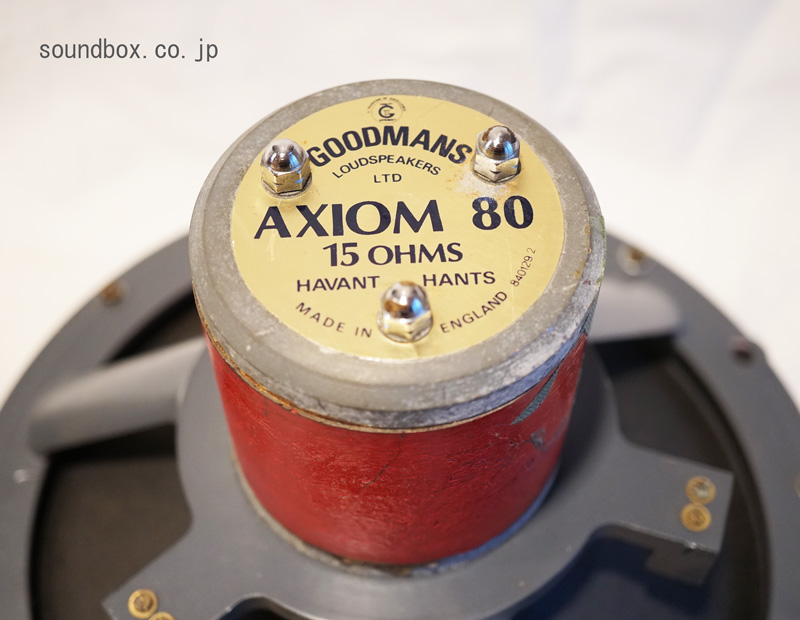 soundbox.co.jp
GOODMANS
LOUDSPEAKERS
LTD
AXIOM 80
15 OHMS
HAVANT HANTS
MADE IN ENGLAND
840129 2